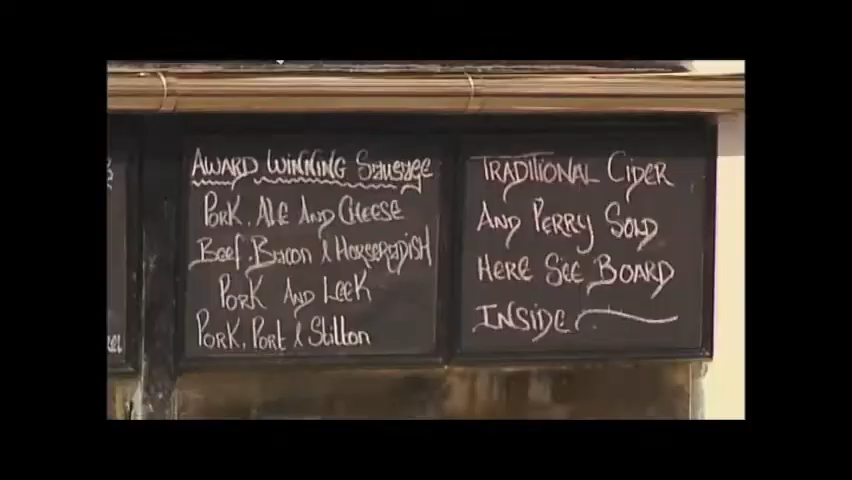 AWARD WINNING SAUSAGE
PORK, ALE AND CHEESE
BEEF, BACON & HORSERADISH
PORK AND LEEK
PORK, PORT & STILTON
TRADITIONAL CIDER
AND PERRY SOLD
HERE SEE BOARD
INSIDE